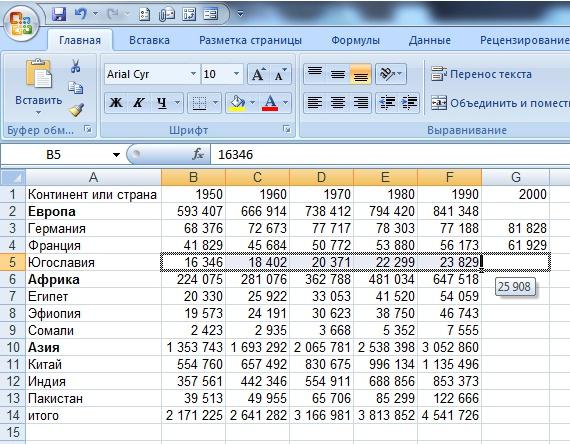 Главная Вставка Разметка страницы Формулы Данные Рецензирование
Вставить Arial Cyr 10 А А Перенос текста
Ж К Ч А Объединить и помест
Буфер обм... Шрифт Выравнивание
B5 fx 16346
A B C D E F G
1 Континент или страна 1950 1960 1970 1980 1990 2000
2 Европа 593 407 666 914 738 412 794 420 841 348
3 Германия 68 376 72 673 77 717 78 303 77 188 81 828
4 Франция 41 829 45 684 50 772 53 880 56 173 61 929
5 Югославия 16 346 18 402 20 371 22 299 23 829
6 Африка 224 075 281 076 362 788 481 034 647 518
25 908
7 Египет 20 330 25 922 33 053 41 520 54 059
8 Эфиопия 19 573 24 191 30 623 38 750 46 743
9 Сомали 2 423 2 935 3 668 5 352 7 555
10 Азия 1 353 743 1 693 292 2 065 781 2 538 398 3 052 860
11 Китай 554 760 657 492 830 675 996 134 1 135 496
12 Индия 357 561 442 346 554 911 688 856 853 373
13 Пакистан 39 513 49 955 65 706 85 299 122 666
14 итого 2 171 225 2 641 282 3 166 981 3 813 852 4 541 726
15